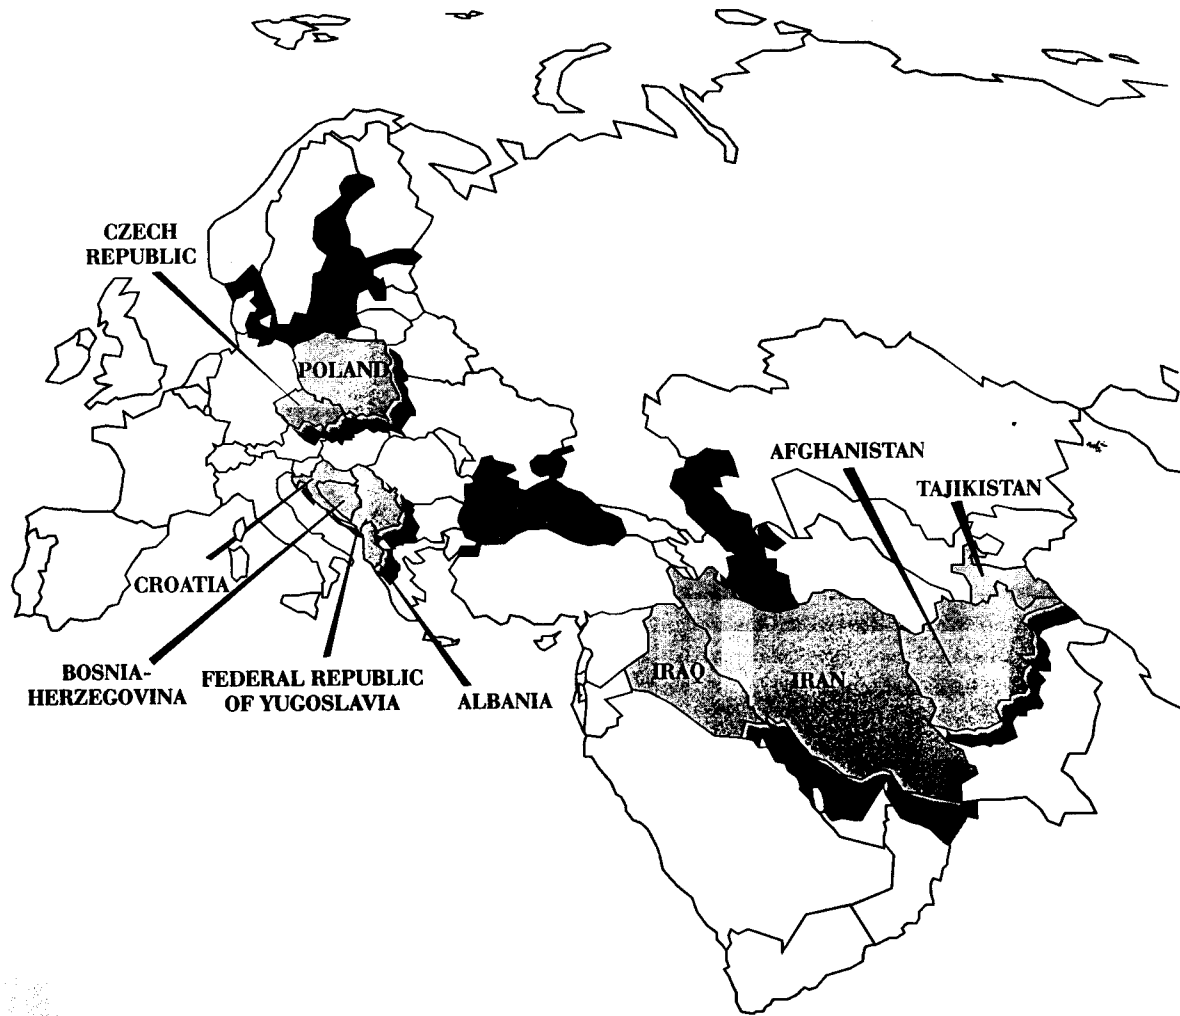 CZECH
REPUBLIC
POLAND
AFGHANISTAN
TAJIKISTAN
CROATIA
BOSNIA-
HERZEGOVINA
FEDERAL REPUBLIC
OF YUGOSLAVIA
ALBANIA
IRAQ
IRAN